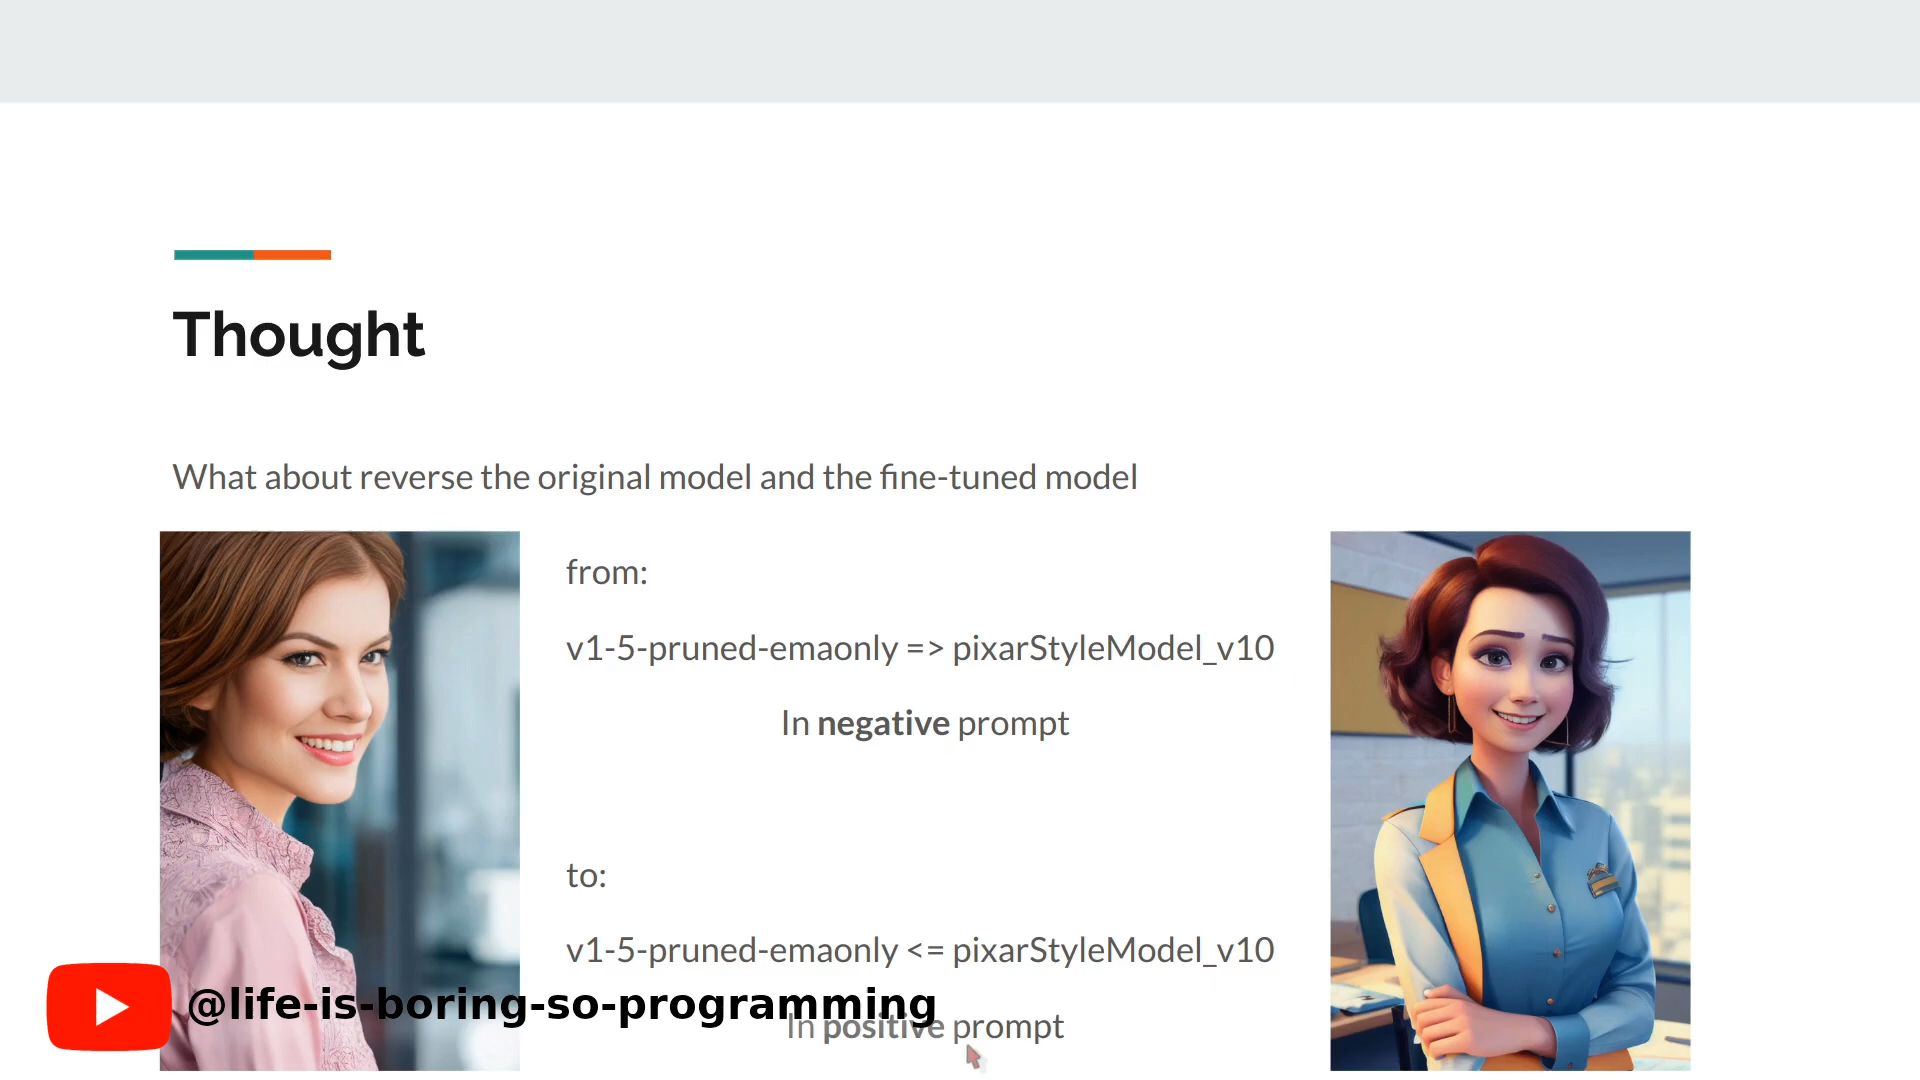 Thought
What about reverse the original model and the fine-tuned model
from:
v1-5-pruned-emaonly => pixarStyleModel_v10
In negative prompt
to:
v1-5-pruned-emaonly <= pixarStyleModel_v10
@life-is-boring-so-programming
In positive prompt